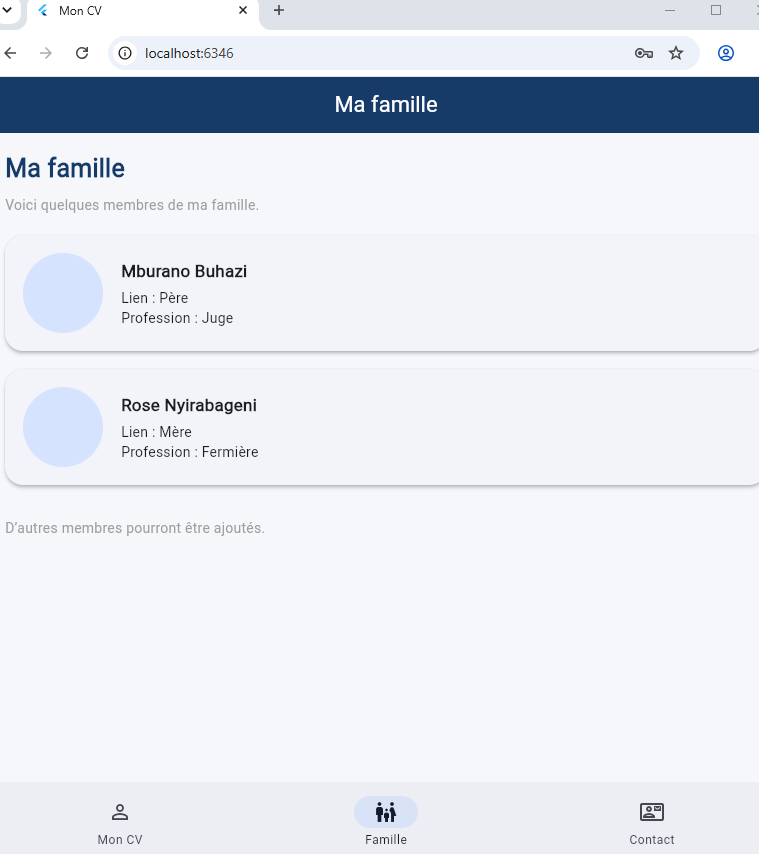 Mon CV
localhost:6346
Ma famille
Ma famille
Voici quelques membres de ma famille.
Mburano Buhazi
Lien : Père
Profession : Juge
Rose Nyirabageni
Lien : Mère
Profession : Fermière
D’autres membres pourront être ajoutés.
Mon CV Famille Contact